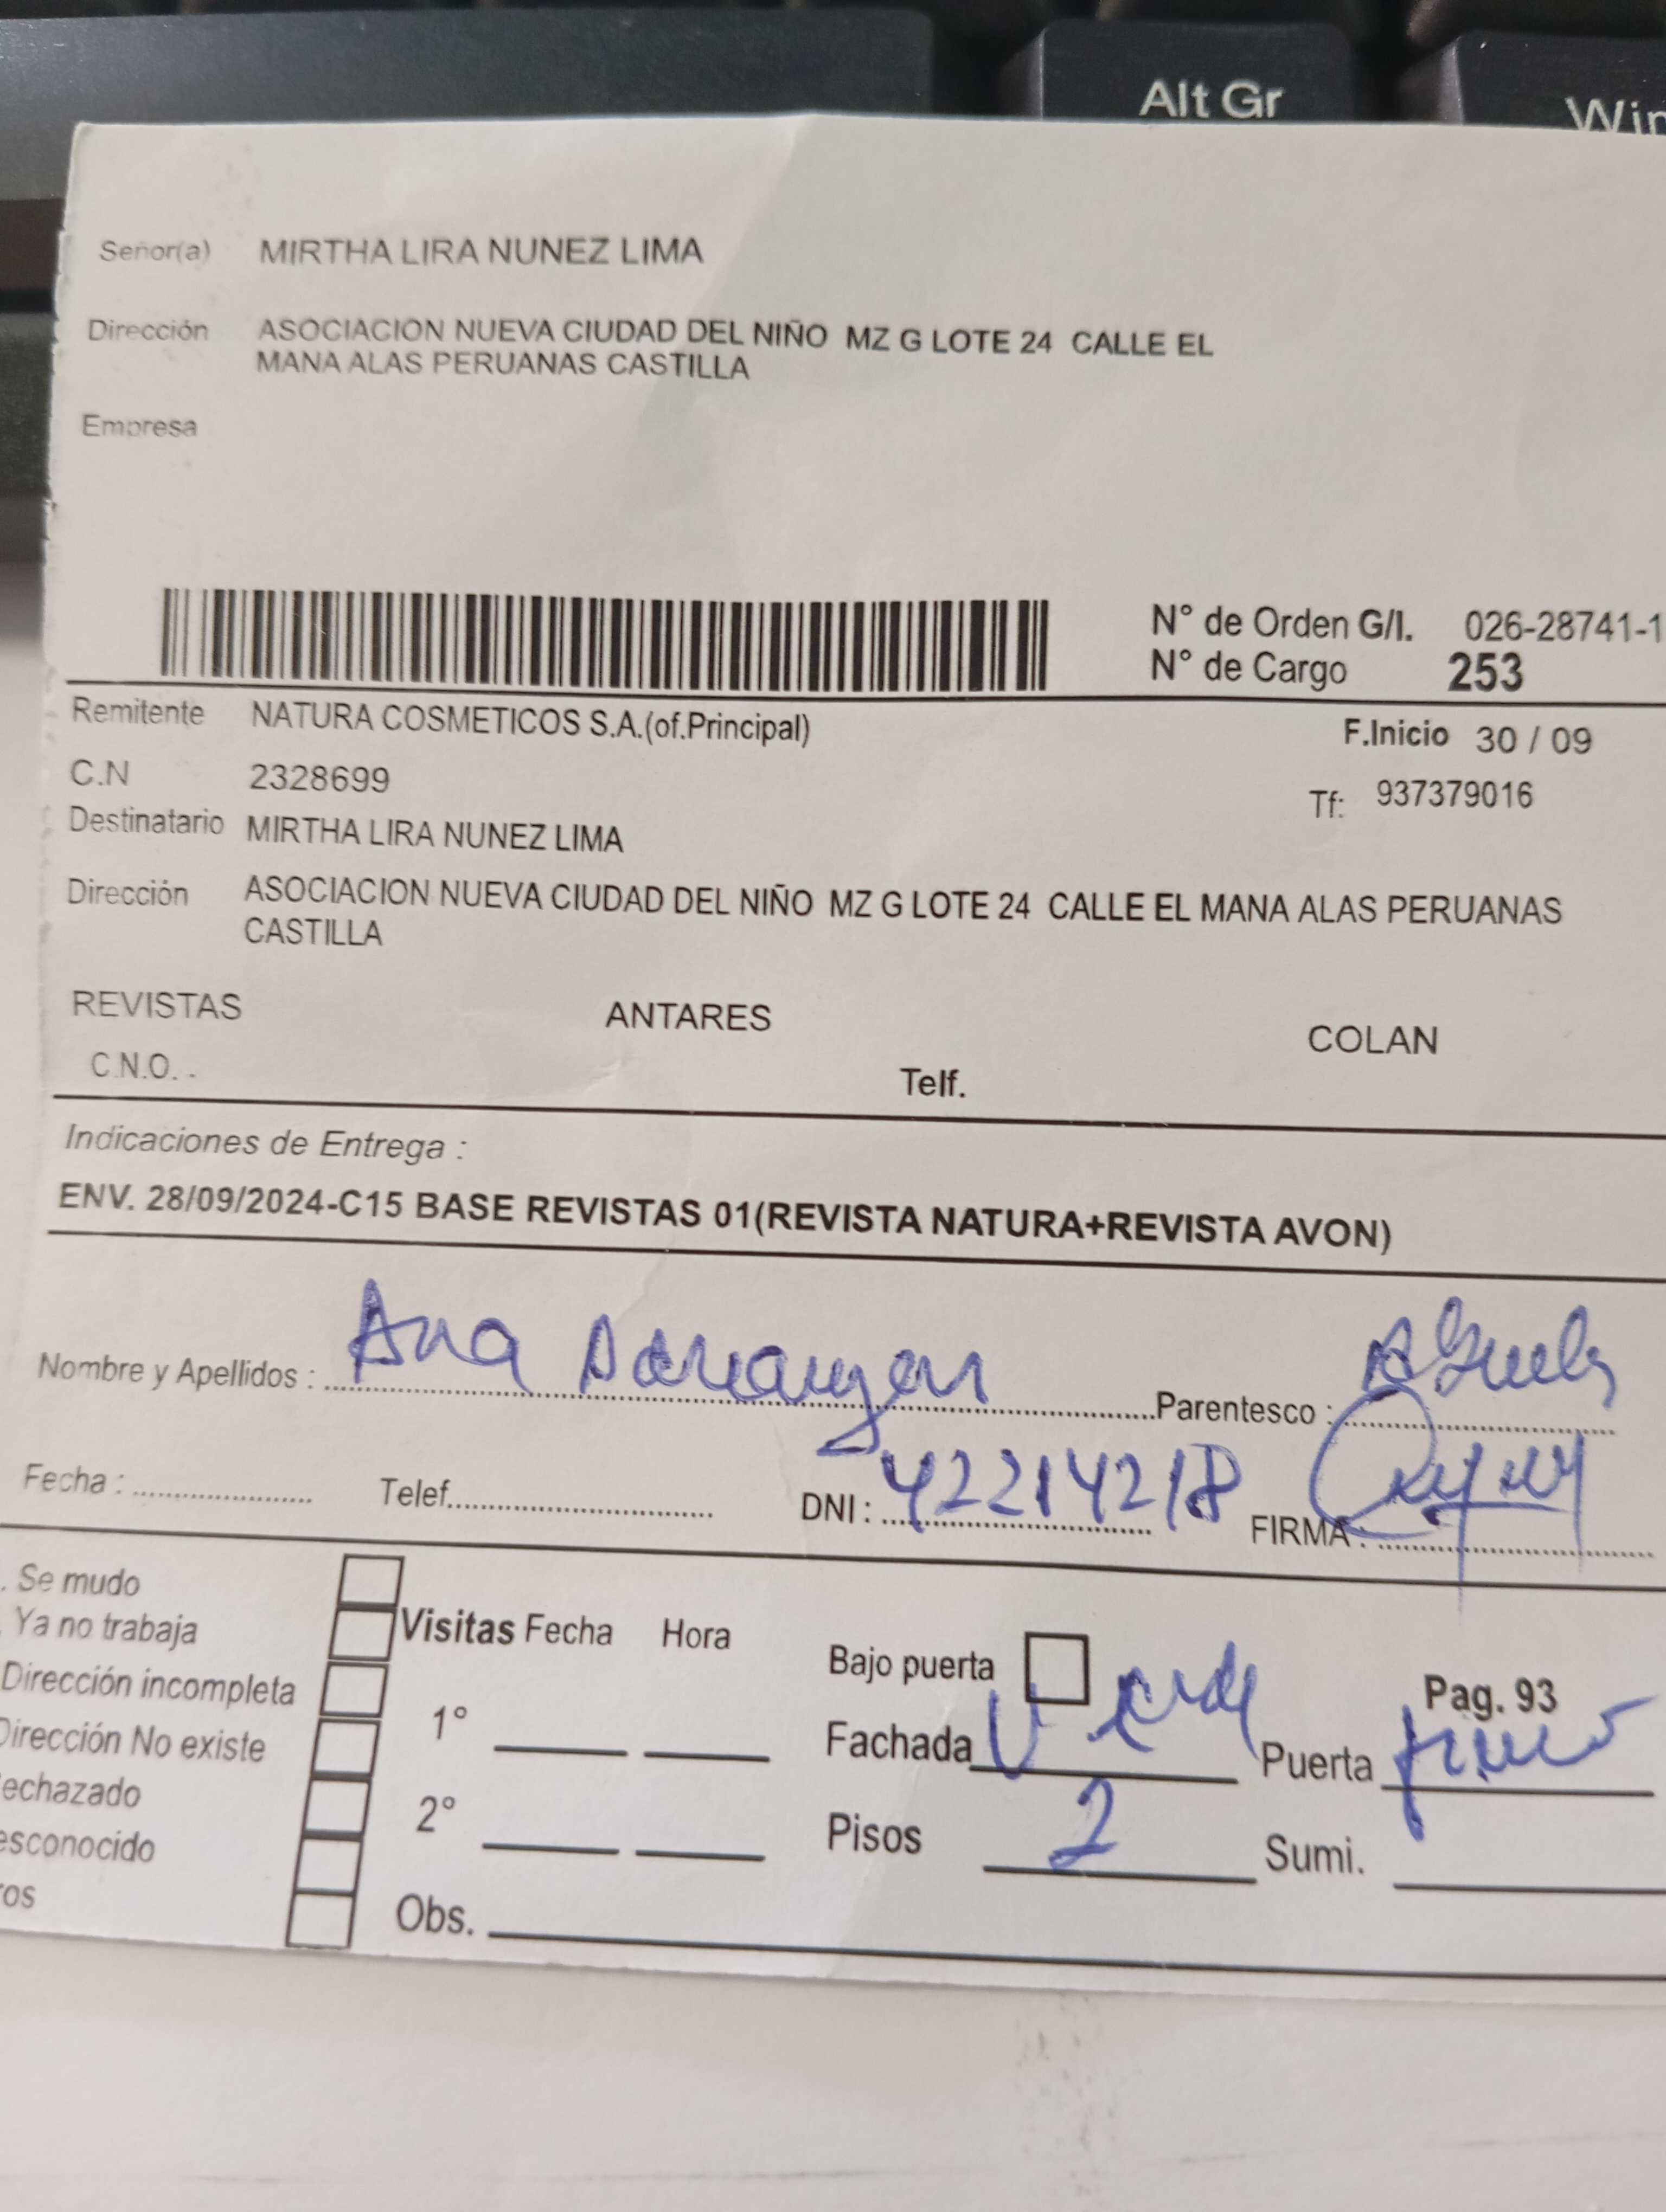 Alt Gr
Win
Señor(a) MIRTHA LIRA NUNEZ LIMA
Dirección ASOCIACION NUEVA CIUDAD DEL NIÑO MZ G LOTE 24 CALLE EL
MANA ALAS PERUANAS CASTILLA
Empresa
N° de Orden G/I. 026-28741-1
N° de Cargo 253
Remitente NATURA COSMETICOS S.A.(of.Principal) F.Inicio 30 / 09
C.N 2328699 Tf: 937379016
Destinatario MIRTHA LIRA NUNEZ LIMA
Dirección ASOCIACION NUEVA CIUDAD DEL NIÑO MZ G LOTE 24 CALLE EL MANA ALAS PERUANAS
CASTILLA
REVISTAS ANTARES COLAN
C.N.O. . Telf.
Indicaciones de Entrega :
ENV. 28/09/2024-C15 BASE REVISTAS 01(REVISTA NATURA+REVISTA AVON)
Nombre y Apellidos : Ana Parentesco :
Fecha : Telef. DNI : 42214218 FIRMA :
. Se mudo
. Ya no trabaja Visitas Fecha Hora
Dirección incompleta Bajo puerta Pag. 93
Dirección No existe 1° Fachada Puerta
echazado
esconocido 2° Pisos 2 Sumi.
ros Obs.